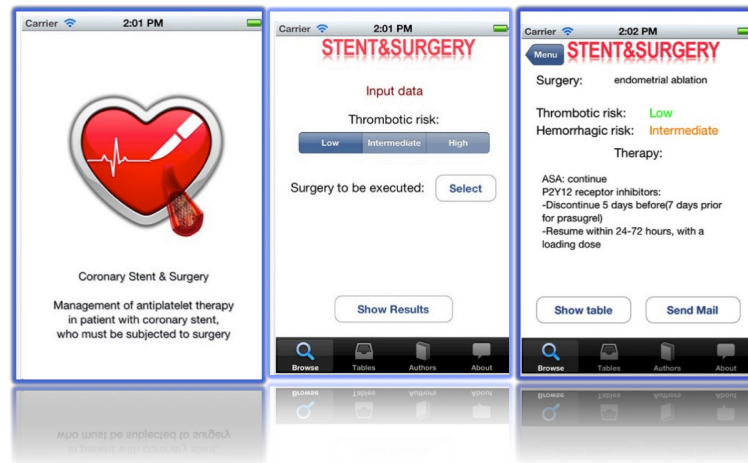 Carrier 2:01 PM
Coronary Stent & Surgery
Management of antiplatelet therapy
in patient with coronary stent,
who must be subjected to surgery
Carrier 2:01 PM
STENT&SURGERY
Input data
Thrombotic risk:
Low Intermediate High
Surgery to be executed: Select
Show Results
Browse Tables Authors About
Carrier 2:02 PM
Menu STENT&SURGERY
Surgery: endometrial ablation
Thrombotic risk: Low
Hemorrhagic risk: Intermediate
Therapy:
ASA: continue
P2Y12 receptor inhibitors:
-Discontinue 5 days before(7 days prior
for prasugrel)
-Resume within 24-72 hours, with a
loading dose
Show table Send Mail
Browse Tables Authors About